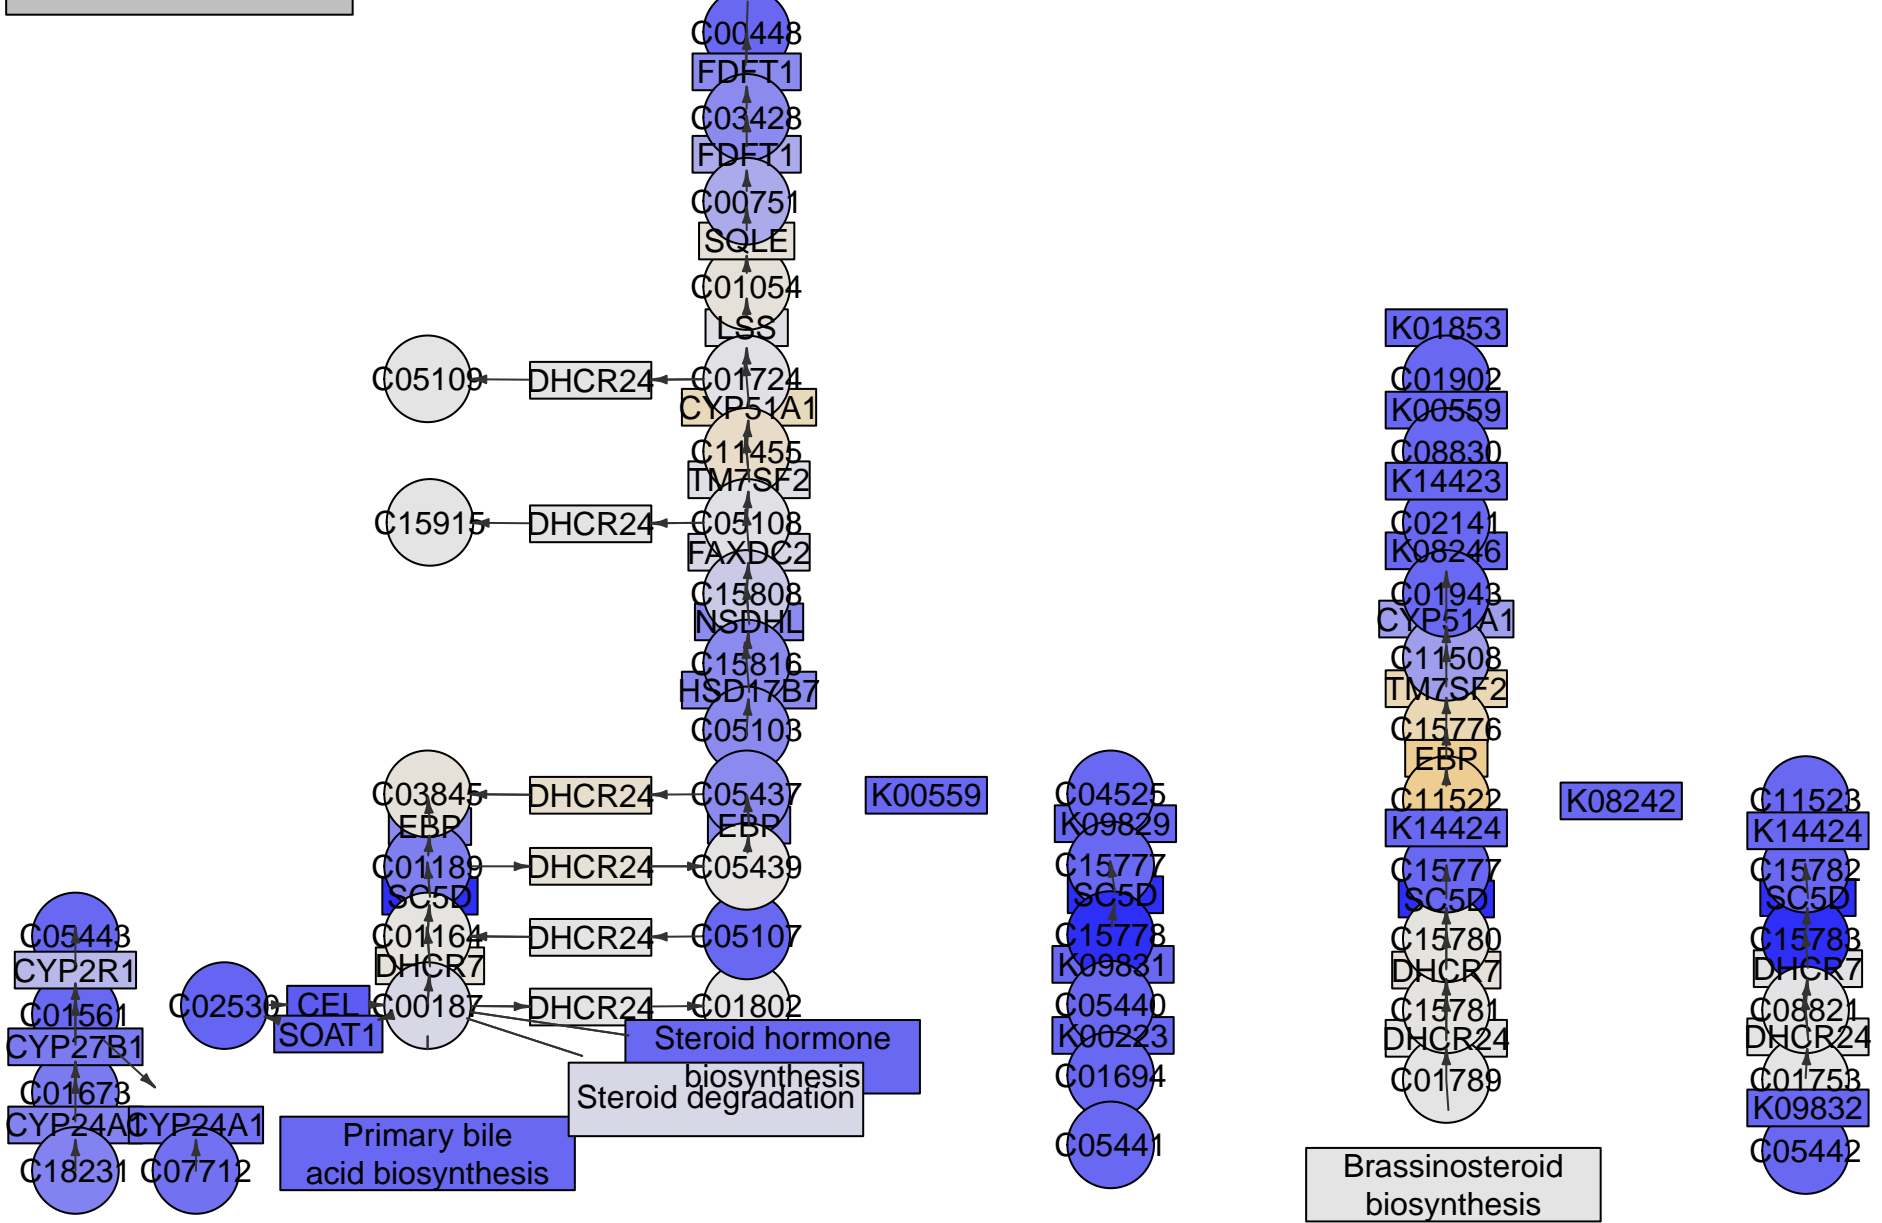 C00448
FDFT1
C03428
FDFT1
C00751
SQLE
C01054
LSS
C05109
DHCR24
C01724
CYP51A1
C11455
TM7SF2
C15915
DHCR24
C05108
FAXDC2
C15808
NSDHL
C15816
HSD17B7
C05103
C03845
DHCR24
C05437
EBP
EBP
C01189
DHCR24
C05439
SC5D
C01164
DHCR24
C05107
DHCR7
C02530
CEL
SOAT1
C00187
DHCR24
C01802
Steroid hormone
biosynthesis
Steroid degradation
Primary bile
acid biosynthesis
C05443
CYP2R1
C01561
CYP27B1
C01673
CYP24A1
CYP24A1
C18231
C07712
K00559
C04525
K09829
C15777
SC5D
C15778
K09831
C05440
K00223
C01694
C05441
K01853
C01902
K00559
C08830
K14423
C02141
K08246
C01943
CYP51A1
C11508
TM7SF2
C15776
EBP
C11522
K14424
C15777
SC5D
C15780
DHCR7
C15781
DHCR24
C01789
Brassinosteroid
biosynthesis
K08242
C11523
K14424
C15782
SC5D
C15783
DHCR7
C08821
DHCR24
C01753
K09832
C05442